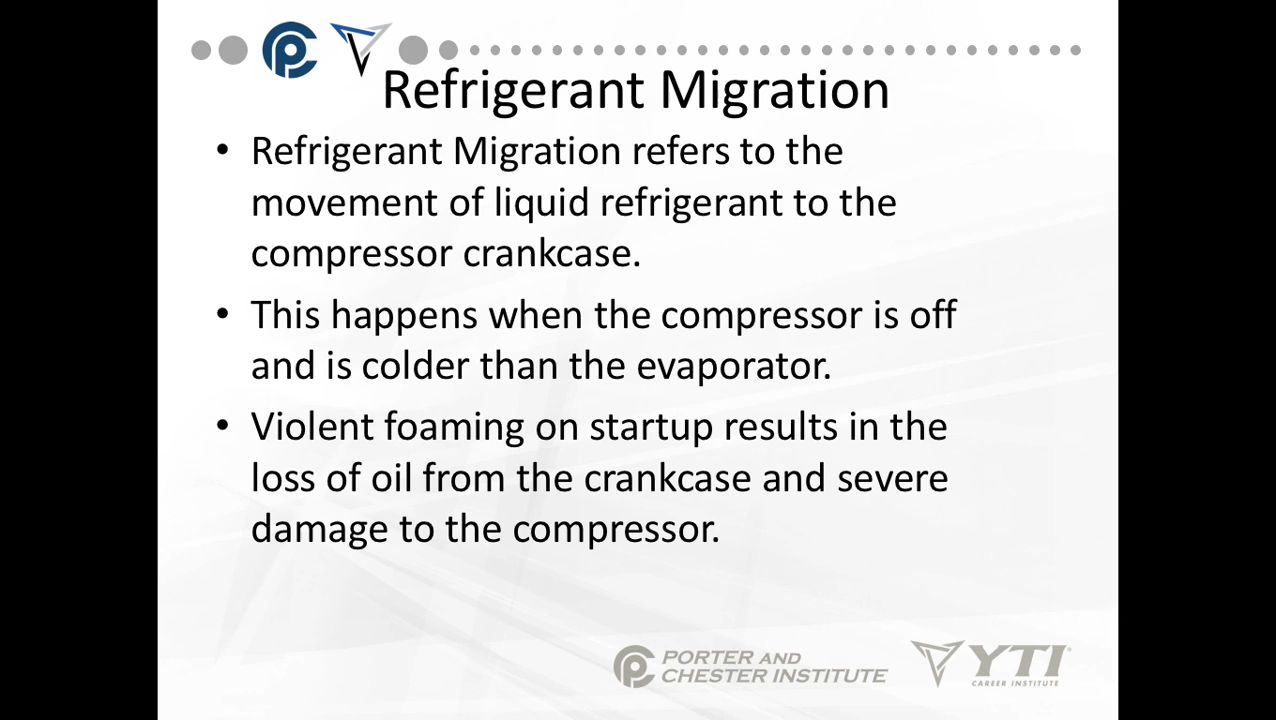 Refrigerant Migration
• Refrigerant Migration refers to the
movement of liquid refrigerant to the
compressor crankcase.
• This happens when the compressor is off
and is colder than the evaporator.
• Violent foaming on startup results in the
loss of oil from the crankcase and severe
damage to the compressor.
PORTER AND
CHESTER INSTITUTE
YTI
CAREER INSTITUTE